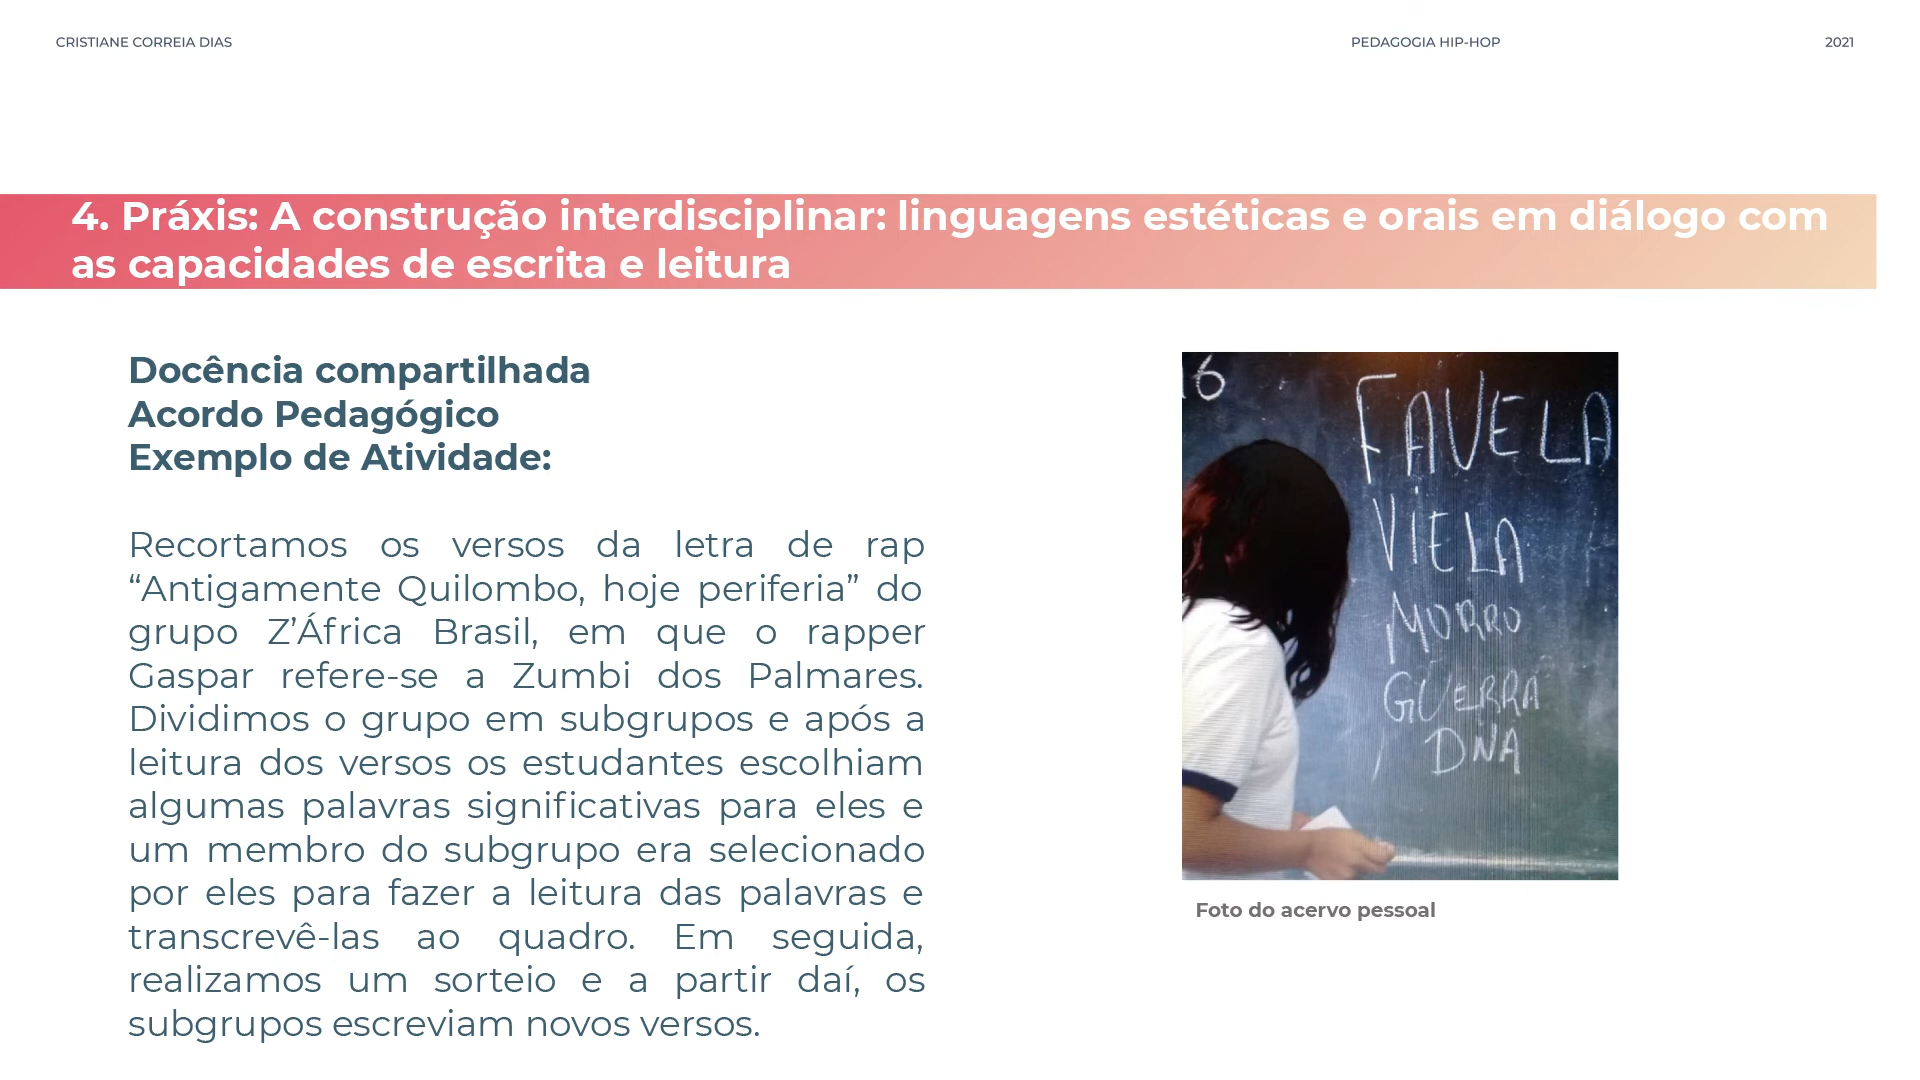 CRISTIANE CORREIA DIAS
PEDAGOGIA HIP-HOP
2021
4. Práxis: A construção interdisciplinar: linguagens estéticas e orais em diálogo com
as capacidades de escrita e leitura
Docência compartilhada
Acordo Pedagógico
Exemplo de Atividade:
Recortamos os versos da letra de rap
“Antigamente Quilombo, hoje periferia” do
grupo Z’África Brasil, em que o rapper
Gaspar refere-se a Zumbi dos Palmares.
Dividimos o grupo em subgrupos e após a
leitura dos versos os estudantes escolhiam
algumas palavras significativas para eles e
um membro do subgrupo era selecionado
por eles para fazer a leitura das palavras e
transcrevê-las ao quadro. Em seguida,
realizamos um sorteio e a partir daí, os
subgrupos escreviam novos versos.
6
FAVELA
VIELA
MORRO
GUERRA
DNA
Foto do acervo pessoal